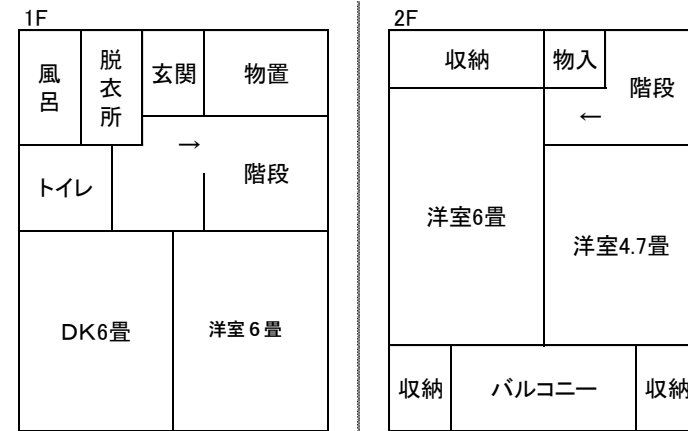 1F
風呂
脱衣所
玄関
物置
→
トイレ
階段
DK6畳
洋室6畳
2F
収納
物入
階段
←
洋室6畳
洋室4.7畳
収納
バルコニー
収納